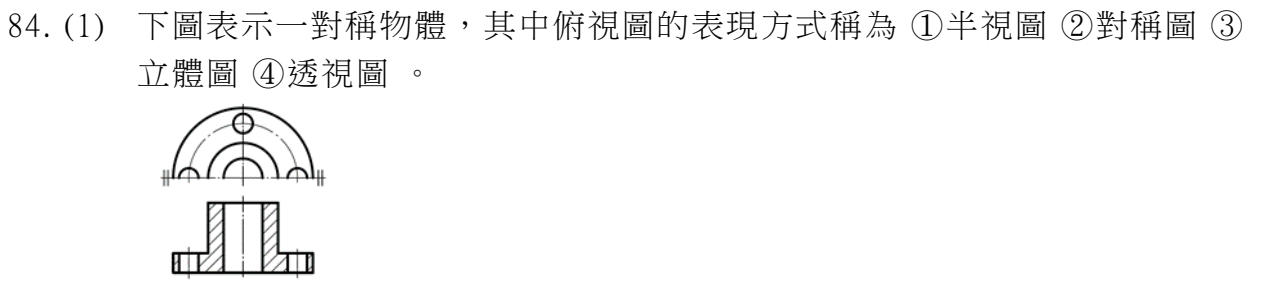 84. (1) 下圖表示一對稱物體，其中俯視圖的表現方式稱為 ①半視圖 ②對稱圖 ③
立體圖 ④透視圖 。